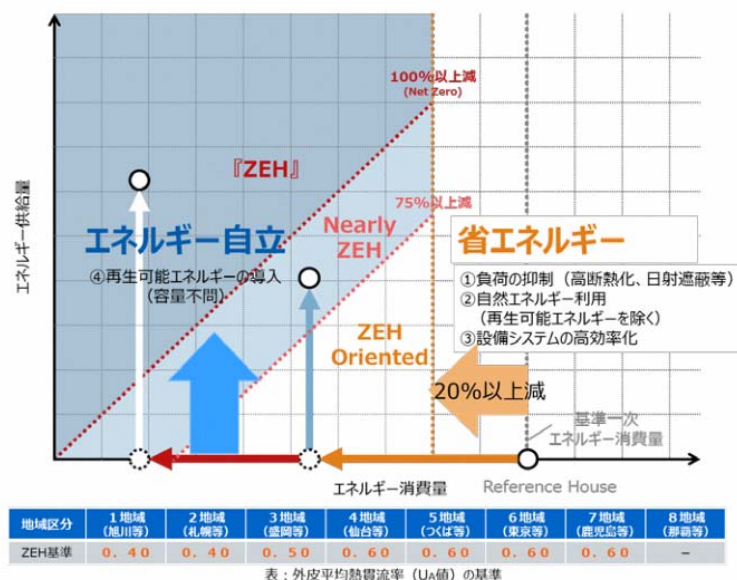 100%以上減
(Net Zero)
『ZEH』
75%以上減
Nearly
ZEH
エネルギー自立
④再生可能エネルギーの導入
(容量不問)
省エネルギー
①負荷の抑制（高断熱化、日射遮蔽等）
②自然エネルギー利用
（再生可能エネルギーを除く）
③設備システムの高効率化
ZEH
Oriented
20%以上減
基準一次
エネルギー消費量
エネルギー供給量
エネルギー消費量
Reference House
地域区分 1地域 (旭川等) 2地域 (札幌等) 3地域 (盛岡等) 4地域 (仙台等) 5地域 (つくば等) 6地域 (東京等) 7地域 (鹿児島等) 8地域 (那覇等)
ZEH基準 0.40 0.40 0.50 0.60 0.60 0.60 0.60 −
表：外皮平均熱貫流率（UA値）の基準